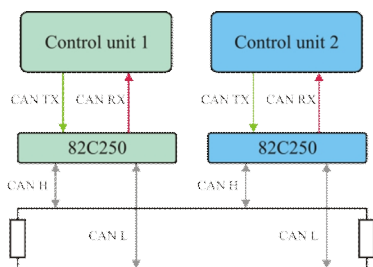 Control unit 1
Control unit 2
CAN TX
CAN RX
CAN TX
CAN RX
82C250
82C250
CAN H
CAN H
CAN L
CAN L